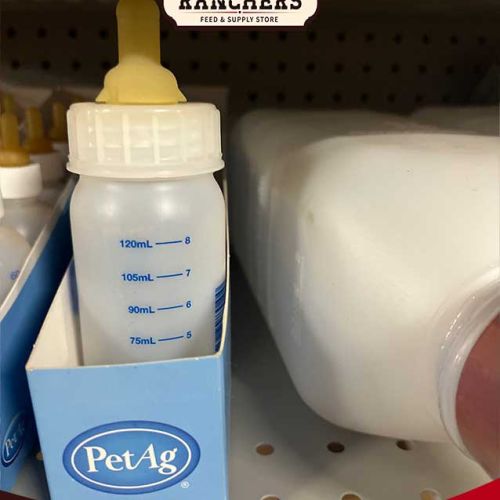 RANCHERS
FEED & SUPPLY STORE
120mL — 8
105mL — 7
90mL — 6
75mL — 5
PetAg®